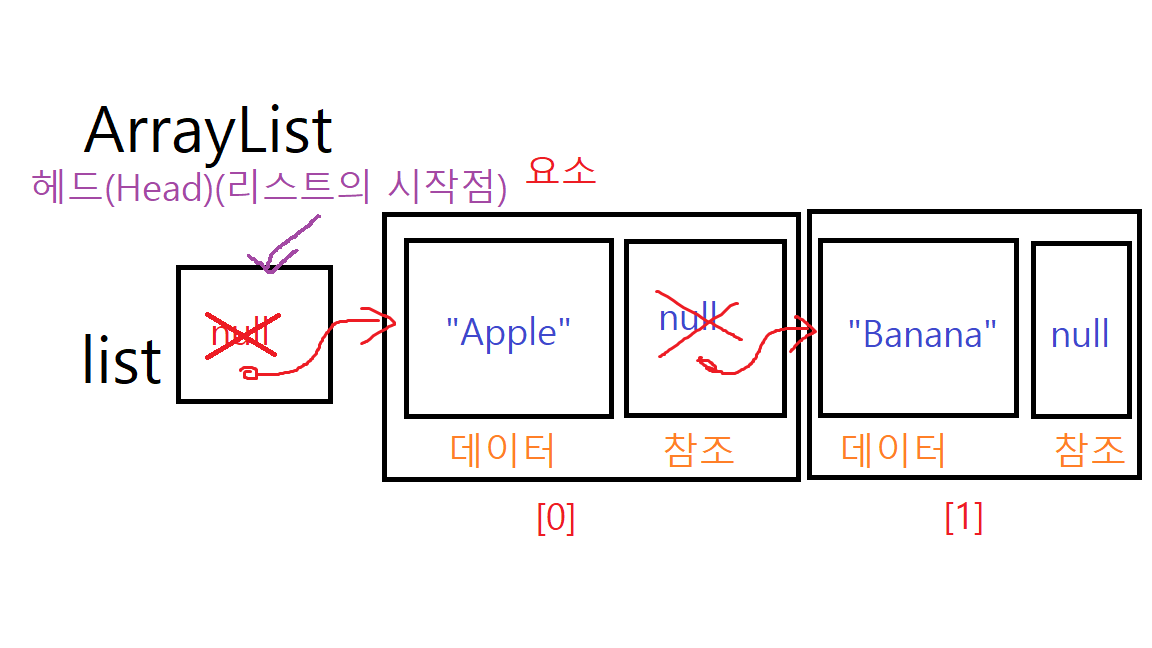 ArrayList
헤드(Head)(리스트의 시작점)
요소
list
null
"Apple"
null
"Banana"
null
데이터
참조
데이터
참조
[0]
[1]